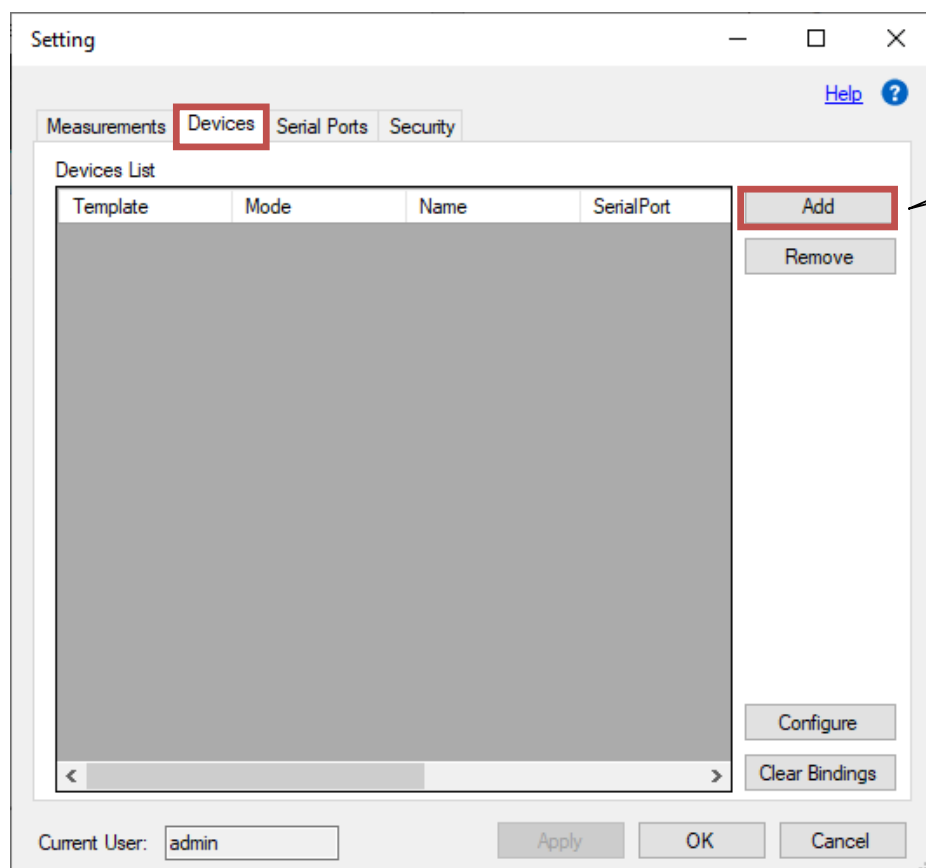 Setting
Help ?
Measurements Devices Serial Ports Security
Devices List
Template Mode Name SerialPort
Add
Remove
Configure
Clear Bindings
Current User: admin Apply OK Cancel